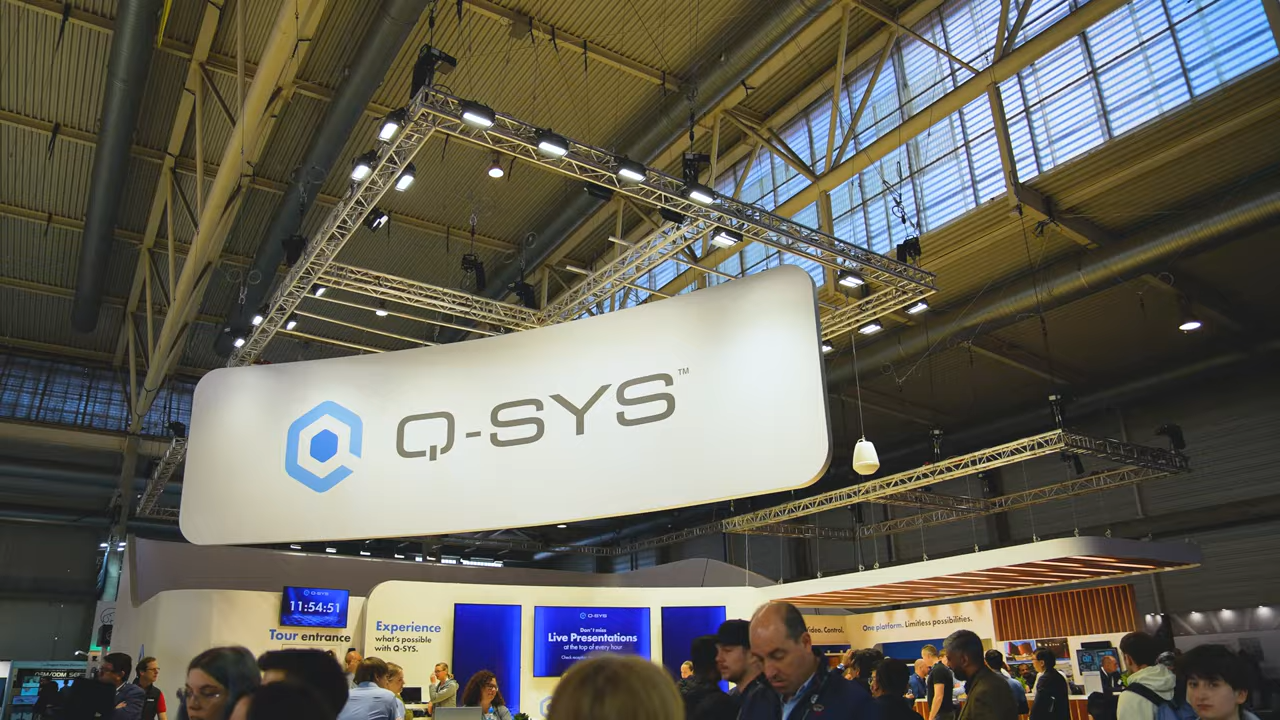 Q-SYS™
Q-SYS
11:54:51
Tour entrance
Experience
what's possible
with Q-SYS.
Q-SYS
Don't miss
Live Presentations
at the top of every hour
Video. Control.
One platform. Limitless possibilities.